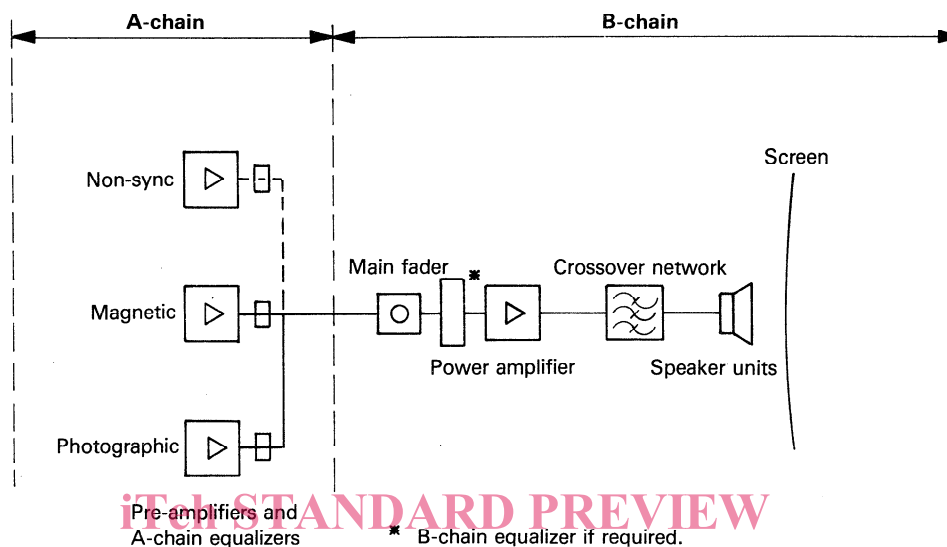 A-chain
B-chain
Screen
Non-sync
Main fader
*
Crossover network
Magnetic
Power amplifier
Speaker units
Photographic
iTeh STANDARD PREVIEW
Pre-amplifiers and
A-chain equalizers
* B-chain equalizer if required.